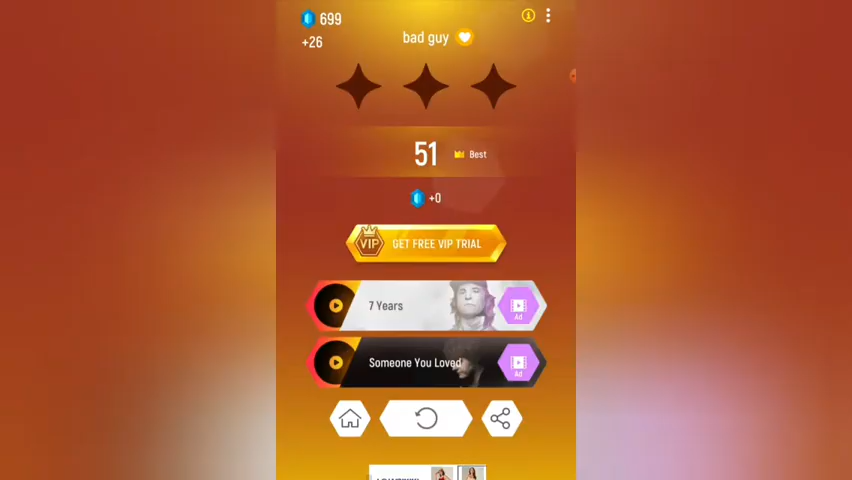 699
+26
bad guy
51
Best
+0
VIP
GET FREE VIP TRIAL
7 Years
Ad
Someone You Loved
Ad